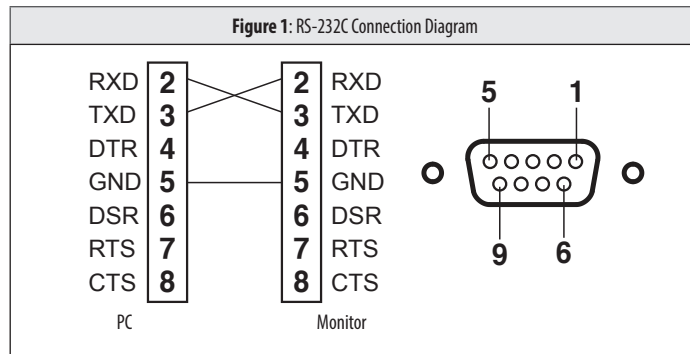 Figure 1: RS-232C Connection Diagram
RXD 2 2 RXD
TXD 3 3 TXD
DTR 4 4 DTR
GND 5 5 GND
DSR 6 6 DSR
RTS 7 7 RTS
CTS 8 8 CTS
PC Monitor
5 1
9 6